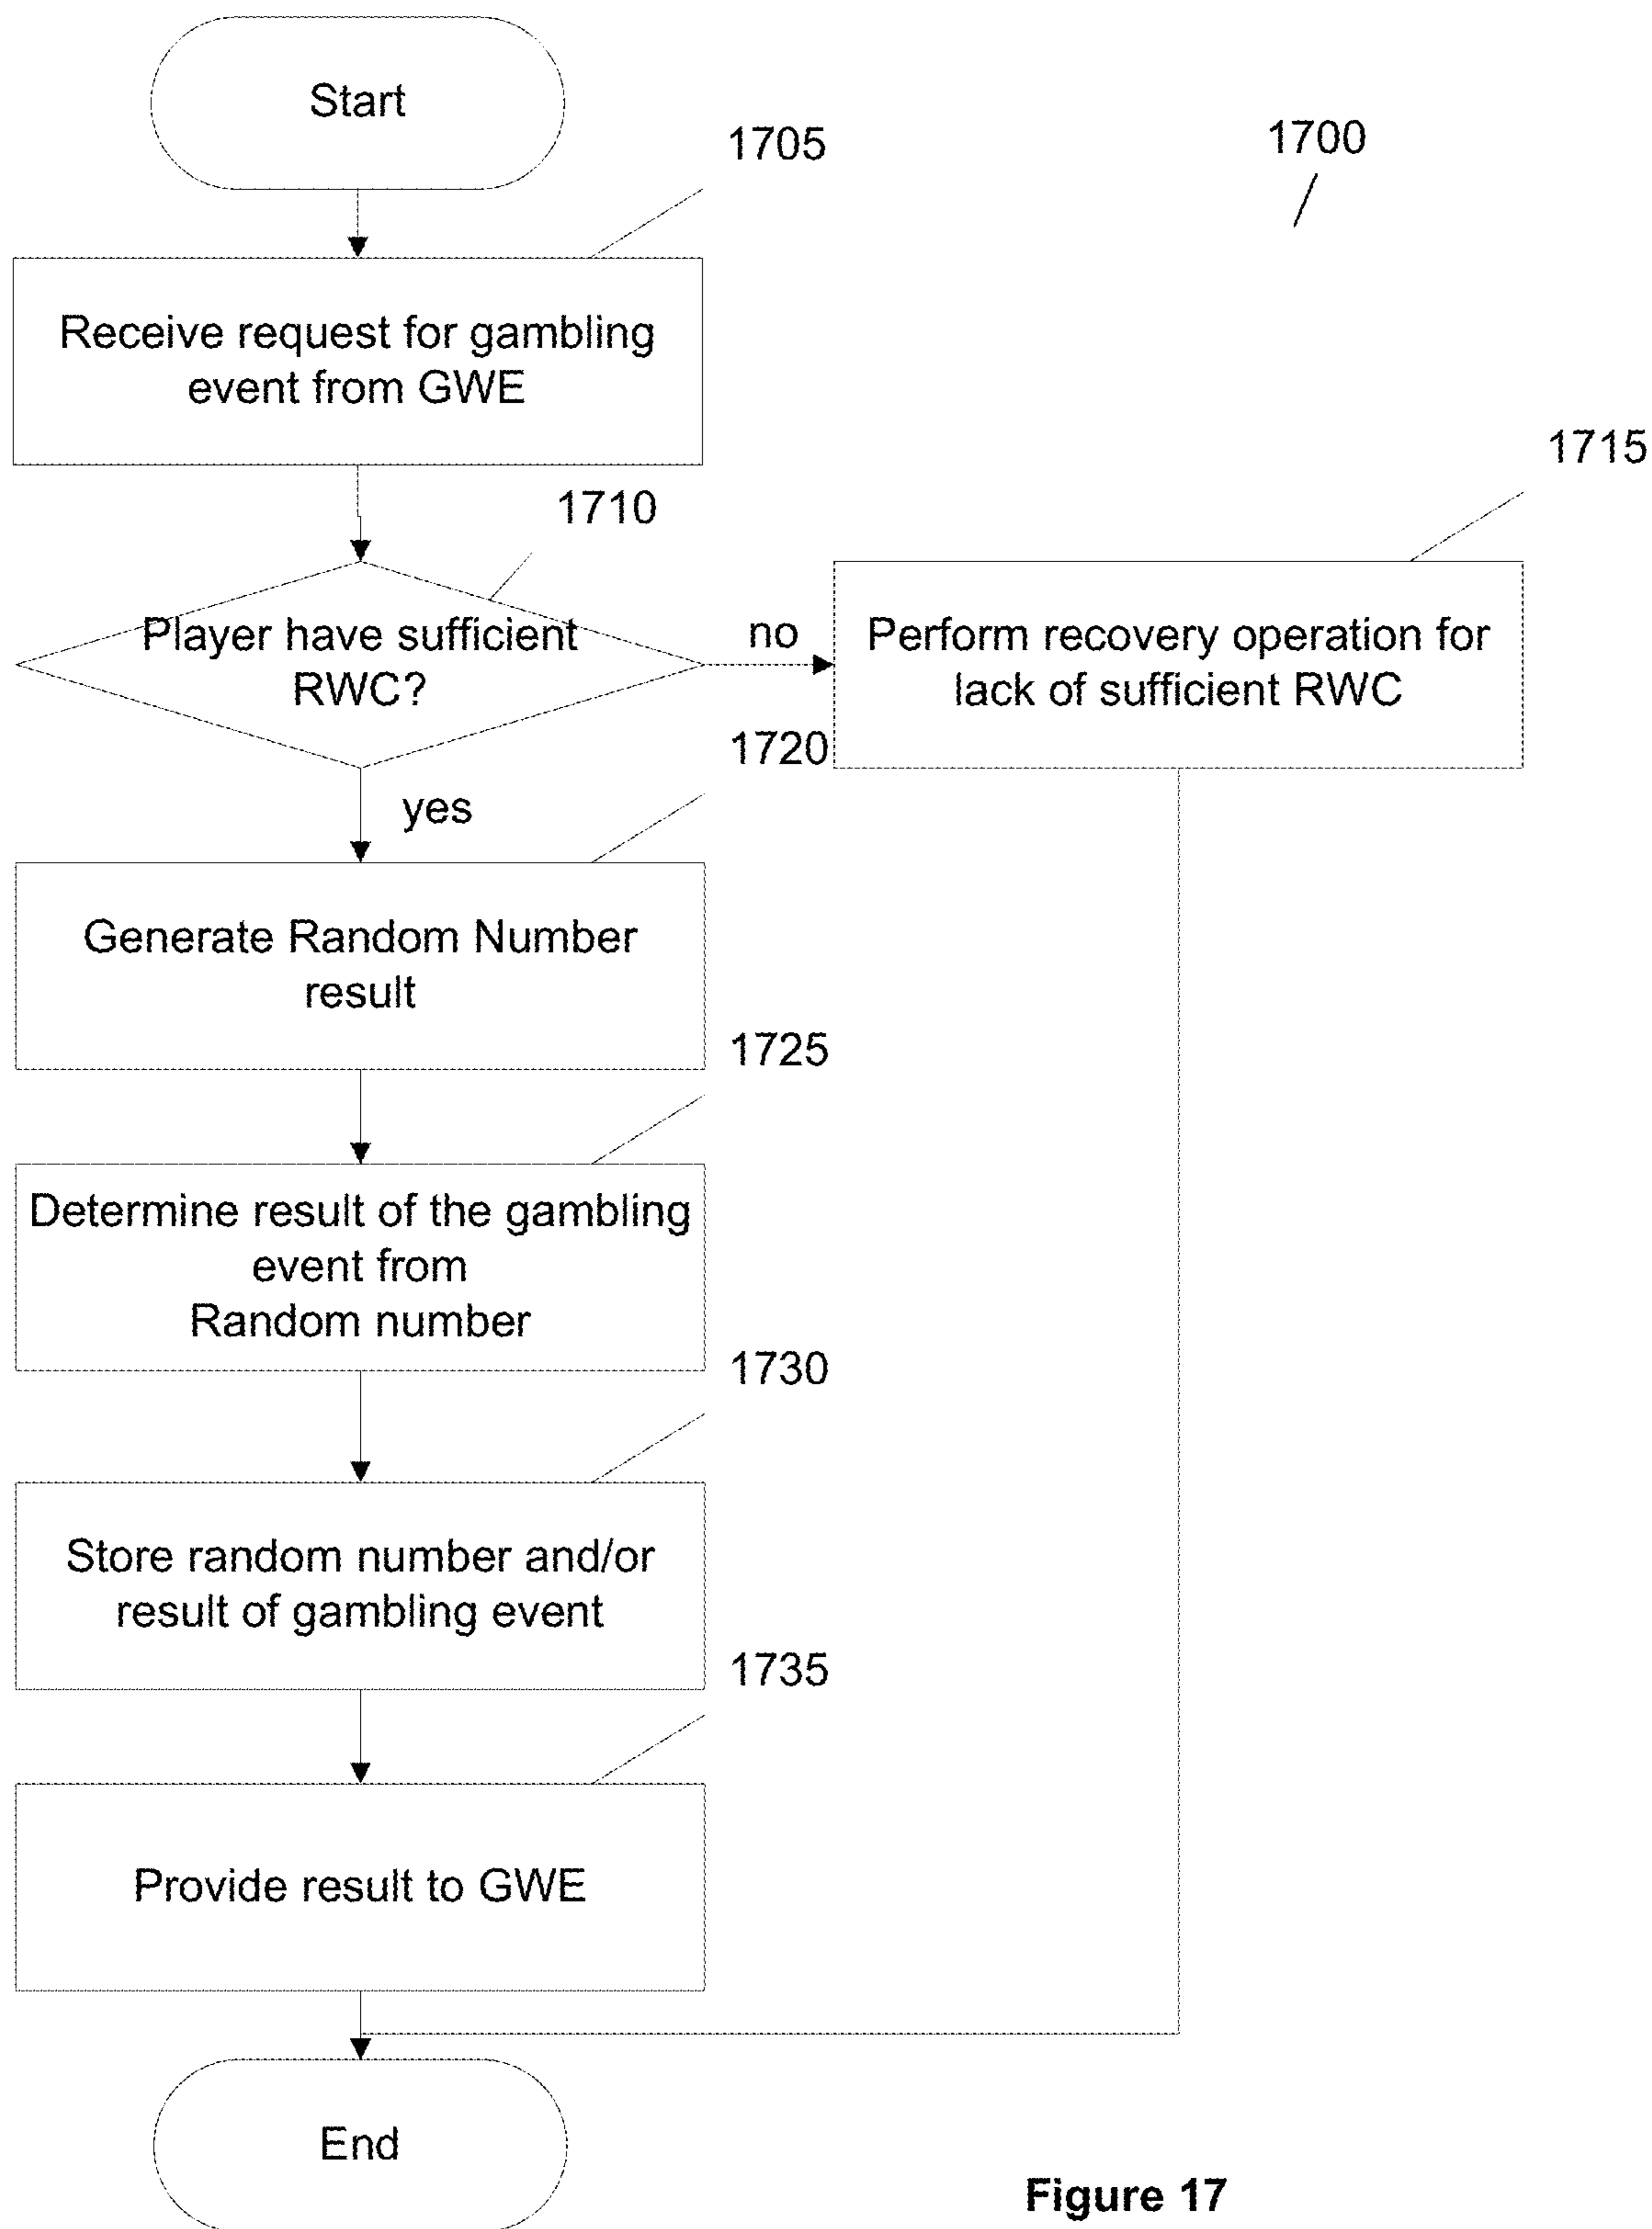 Start
1705
1700
Receive request for gambling
event from GWE
1715
1710
Player have sufficient
RWC?
no
Perform recovery operation for
lack of sufficient RWC
1720
yes
Generate Random Number
result
1725
Determine result of the gambling
event from
Random number
1730
Store random number and/or
result of gambling event
1735
Provide result to GWE
End
Figure 17